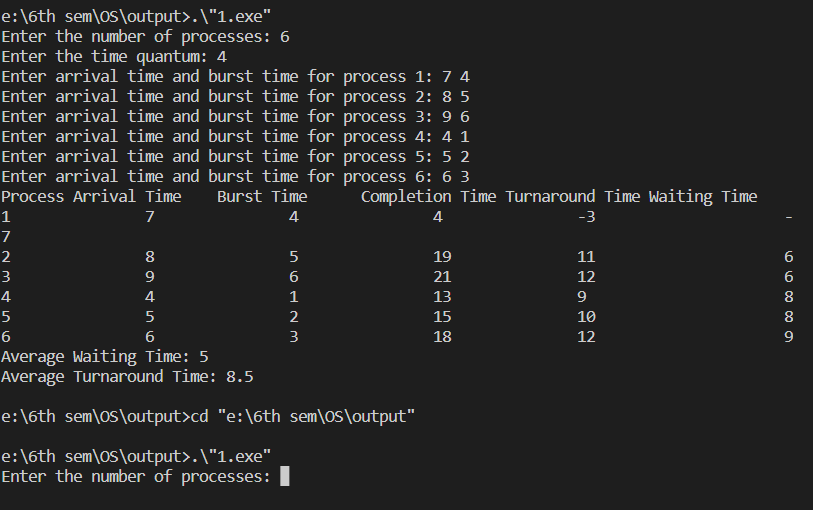 e:\6th sem\OS\output>.\"1.exe"
Enter the number of processes: 6
Enter the time quantum: 4
Enter arrival time and burst time for process 1: 7 4
Enter arrival time and burst time for process 2: 8 5
Enter arrival time and burst time for process 3: 9 6
Enter arrival time and burst time for process 4: 4 1
Enter arrival time and burst time for process 5: 5 2
Enter arrival time and burst time for process 6: 6 3
Process Arrival Time    Burst Time      Completion Time Turnaround Time Waiting Time
1               7               4               4               -3                     -
7
2               8               5               19              11                     6
3               9               6               21              12                     6
4               4               1               13              9                      8
5               5               2               15              10                     8
6               6               3               18              12                     9
Average Waiting Time: 5
Average Turnaround Time: 8.5
e:\6th sem\OS\output>cd "e:\6th sem\OS\output"
e:\6th sem\OS\output>.\"1.exe"
Enter the number of processes: